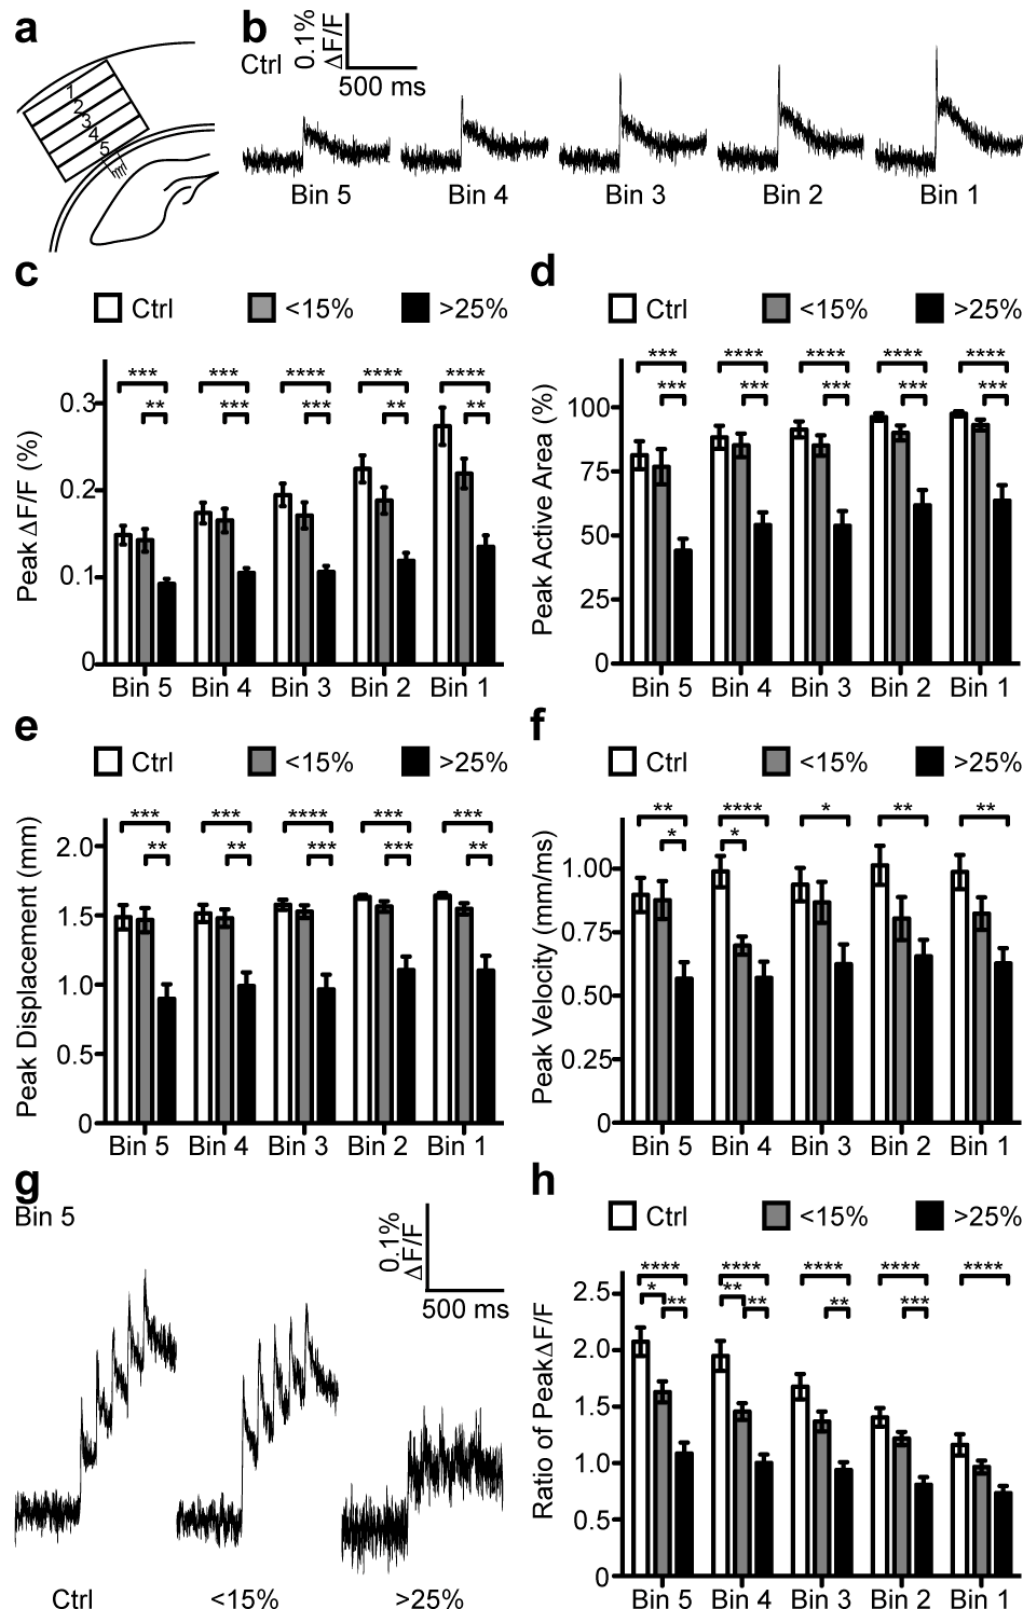 a
1
2
3
4
5
b
Ctrl
0.1%
ΔF/F
500 ms
Bin 5 Bin 4 Bin 3 Bin 2 Bin 1
c
Ctrl <15% >25%
*** *** **** **** ****
** *** *** ** **
Peak ΔF/F (%)
0.3
0.2
0.1
0
Bin 5 Bin 4 Bin 3 Bin 2 Bin 1
d
Ctrl <15% >25%
*** **** **** **** ****
*** *** *** *** ***
Peak Active Area (%)
100
75
50
25
0
Bin 5 Bin 4 Bin 3 Bin 2 Bin 1
e
Ctrl <15% >25%
*** *** **** *** ***
** ** *** *** **
Peak Displacement (mm)
2.0
1.5
1.0
0.5
0
Bin 5 Bin 4 Bin 3 Bin 2 Bin 1
f
Ctrl <15% >25%
** **** * ** **
* *
Peak Velocity (mm/ms)
1.00
0.75
0.50
0.25
0
Bin 5 Bin 4 Bin 3 Bin 2 Bin 1
g
Bin 5
0.1%
ΔF/F
500 ms
Ctrl <15% >25%
h
Ctrl <15% >25%
**** **** **** **** ****
* **
** ** ** ***
Ratio of PeakΔF/F
2.5
2.0
1.5
1.0
0.5
0
Bin 5 Bin 4 Bin 3 Bin 2 Bin 1